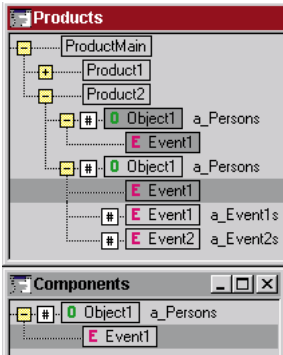 Products
ProductMain
Product1
Product2
# O Object1 a_Persons
E Event1
# O Object1 a_Persons
E Event1
# E Event1 a_Event1s
# E Event2 a_Event2s
Components
# O Object1 a_Persons
E Event1